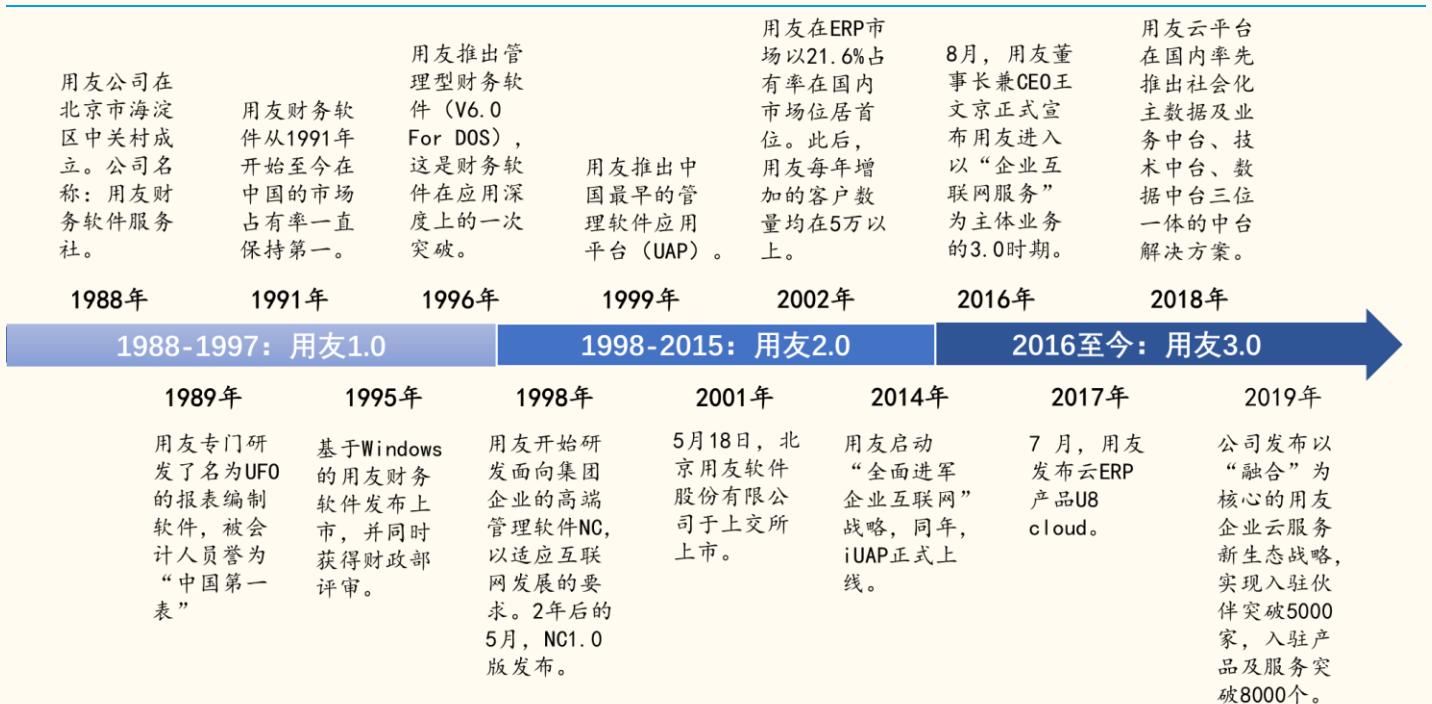 用友公司在
北京市海淀
区中关村成
立。公司名
称：用友财
务软件服务
社。
1988年
用友财务软
件从1991年
开始至今在
中国的市场
占有率一直
保持第一。
1991年
用友推出管
理型财务软
件（V6.0
For DOS），
这是财务软
件在应用深
度上的一次
突破。
1996年
用友推出中
国最早的管
理软件应用
平台（UAP）。
1999年
用友在ERP市
场以21.6%占
有率在国内
市场位居首
位。此后，
用友每年增
加的客户数
量均在5万以
上。
2002年
8月，用友董
事长兼CEO王
文京正式宣
布用友进入
以“企业互
联网服务”
为主体业务
的3.0时期。
2016年
用友云平台
在国内率先
推出社会化
主数据及业
务中台、技
术中台、数
据中台三位
一体的中台
解决方案。
2018年
1988-1997：用友1.0
1998-2015：用友2.0
2016至今：用友3.0
1989年
用友专门研
发了名为UFO
的报表编制
软件，被会
计人员誉为
“中国第一
表”
1995年
基于Windows
的用友财务
软件发布上
市，并同时
获得财政部
评审。
1998年
用友开始研
发面向集团
企业的高端
管理软件NC，
以适应互联
网发展的要
求。2年后的
5月，NC1.0
版发布。
2001年
5月18日，北
京用友软件
股份有限公
司于上交所
上市。
2014年
用友启动
“全面进军
企业互联网”
战略，同年，
iUAP正式上
线。
2017年
7 月，用友
发布云ERP
产品U8
cloud。
2019年
公司发布以
“融合”为
核心的用友
企业云服务
新生态战略，
实现入驻伙
伴突破5000
家，入驻产
品及服务突
破8000个。